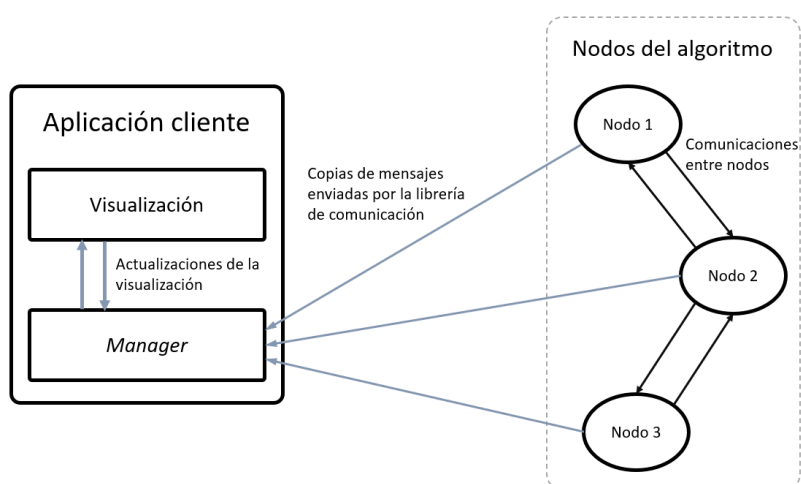 Aplicación cliente
Visualización
Actualizaciones de la
visualización
Manager
Copias de mensajes
enviadas por la librería
de comunicación
Nodos del algoritmo
Nodo 1
Comunicaciones
entre nodos
Nodo 2
Nodo 3